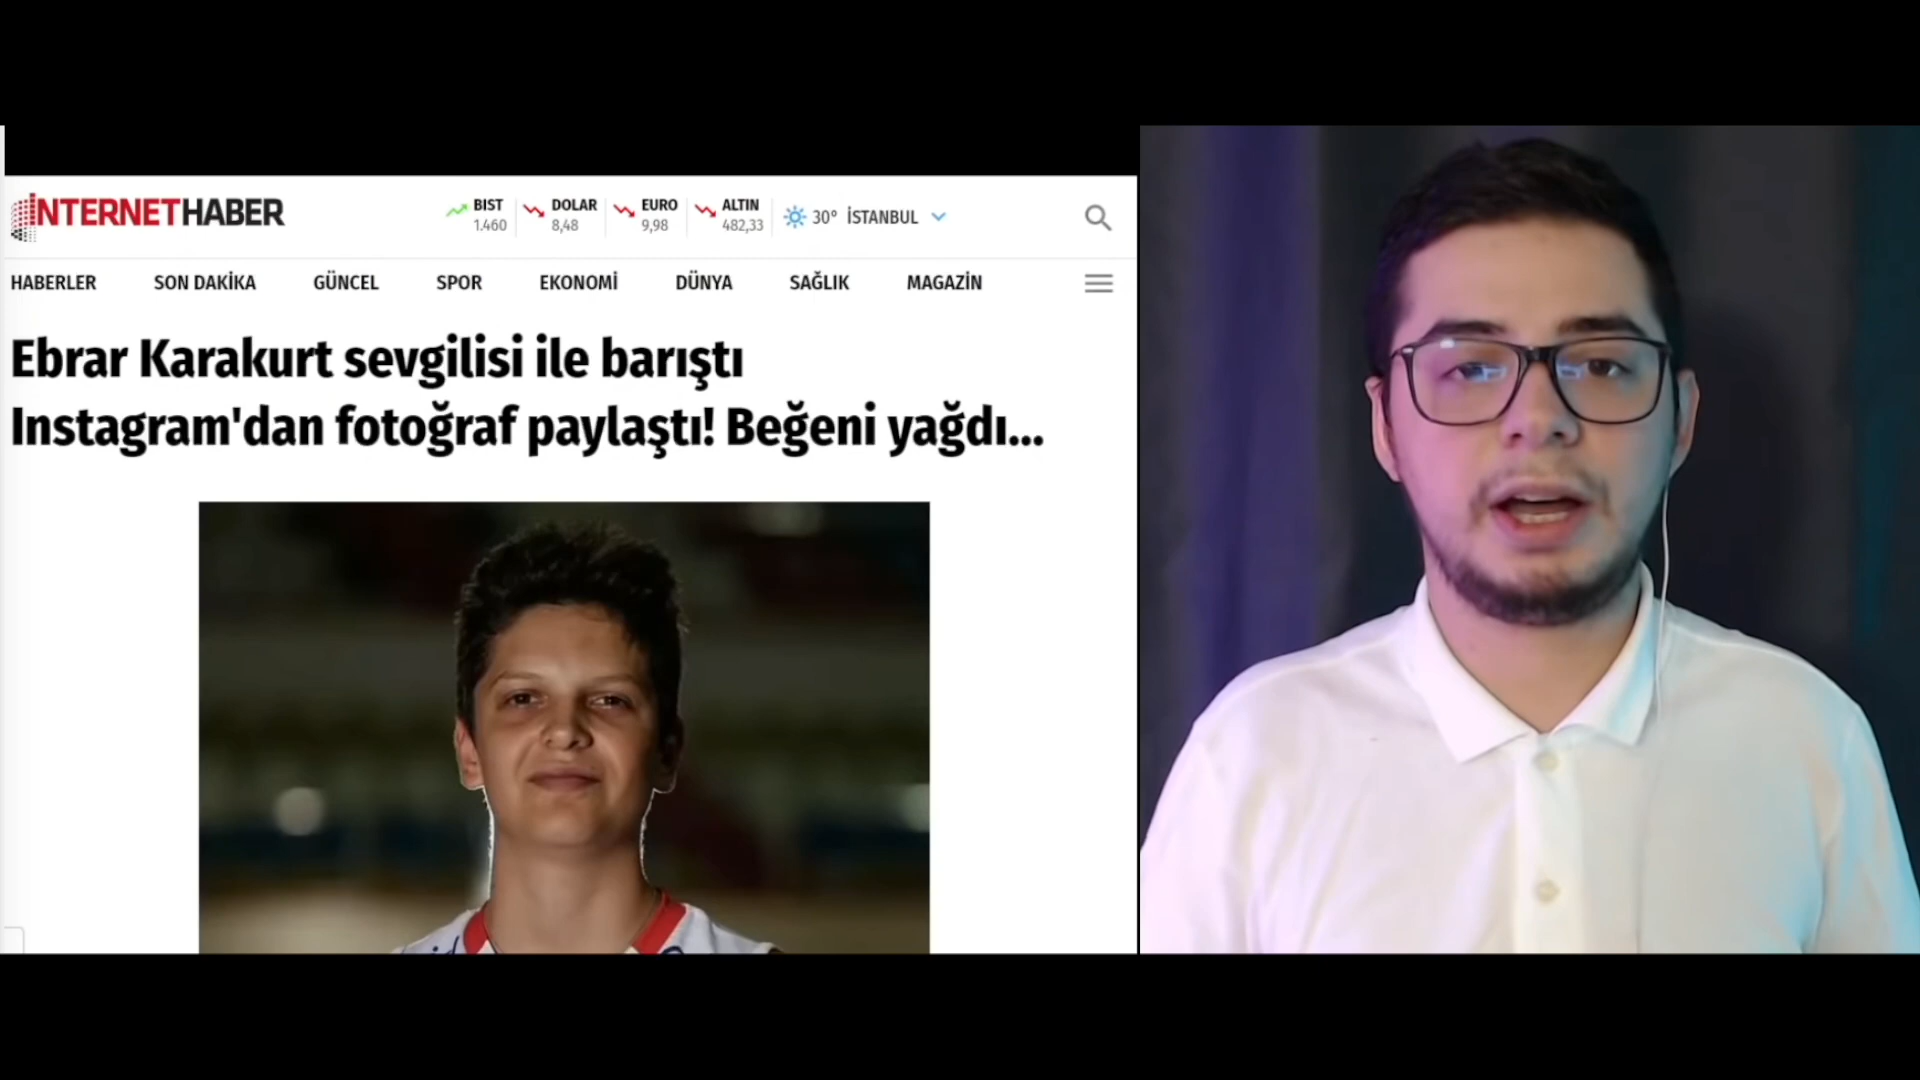 İNTERNETHABER
BIST
1.460
DOLAR
8,48
EURO
9,98
ALTIN
482,33
30° İSTANBUL
HABERLER SON DAKİKA GÜNCEL SPOR EKONOMİ DÜNYA SAĞLIK MAGAZİN
Ebrar Karakurt sevgilisi ile barıştı
Instagram'dan fotoğraf paylaştı! Beğeni yağdı...